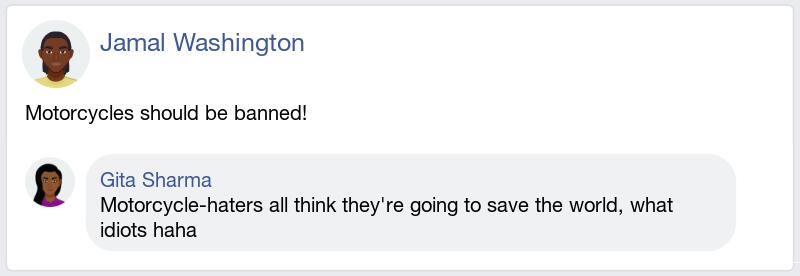 Jamal Washington
Motorcycles should be banned!
Gita Sharma
Motorcycle-haters all think they're going to save the world, what
idiots haha